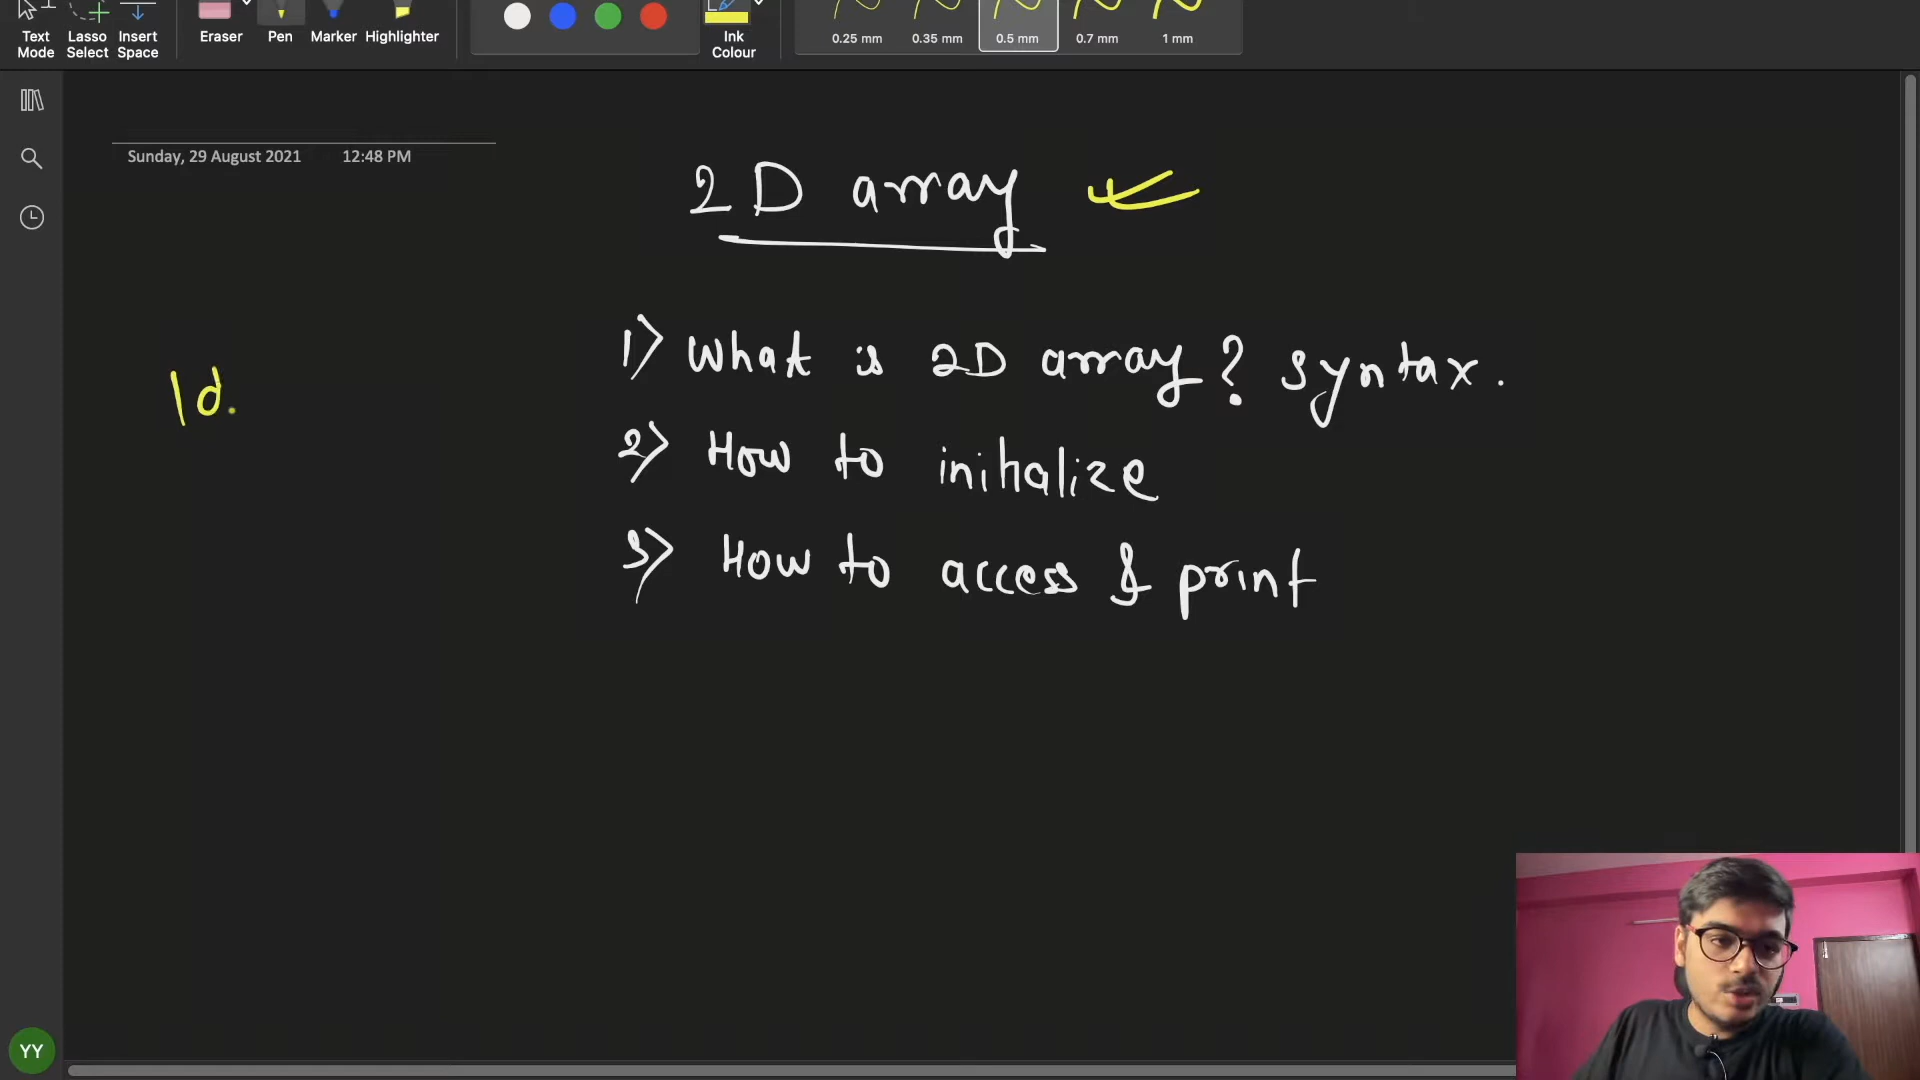 Text Mode
Lasso Select
Insert Space
Eraser
Pen
Marker
Highlighter
Ink Colour
0.25 mm
0.35 mm
0.5 mm
0.7 mm
1 mm
Sunday, 29 August 2021 12:48 PM
2D array
1) What is 2D array? Syntax.
1d.
2) How to initialize
3) How to access & print
YY